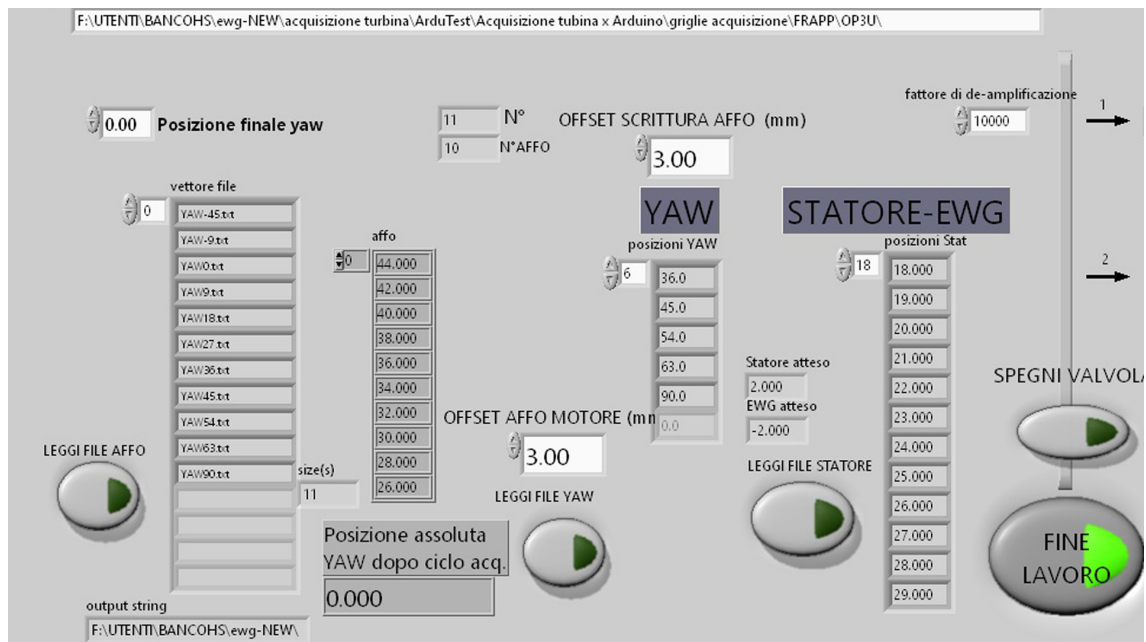 F:\UTENTI\BANCOHS\ewg-NEW\acquisizione turbina\ArduTest\Acquisizione tubina x Arduino\griglie acquisizione\FRAPP\OP3U\
fattore di de-amplificazione
10000
1
0.00 Posizione finale yaw
11 N°
10 N°AFFO
OFFSET SCRITTURA AFFO (mm)
3.00
vettore file
0
YAW-45.txt
YAW-9.txt
YAW0.txt
YAW9.txt
YAW18.txt
YAW27.txt
YAW36.txt
YAW45.txt
YAW54.txt
YAW63.txt
YAW90.txt
size(s)
11
affo
0
44.000
42.000
40.000
38.000
36.000
34.000
32.000
30.000
28.000
26.000
YAW
posizioni YAW
6
36.0
45.0
54.0
63.0
90.0
0.0
STATORE-EWG
posizioni Stat
18
18.000
19.000
20.000
21.000
22.000
23.000
24.000
25.000
26.000
27.000
28.000
29.000
2
Statore atteso
2.000
EWG atteso
-2.000
SPEGNI VALVOLA
OFFSET AFFO MOTORE (mm
3.00
LEGGI FILE AFFO
LEGGI FILE YAW
LEGGI FILE STATORE
Posizione assoluta
YAW dopo ciclo acq.
0.000
FINE
LAVORO
output string
F:\UTENTI\BANCOHS\ewg-NEW\